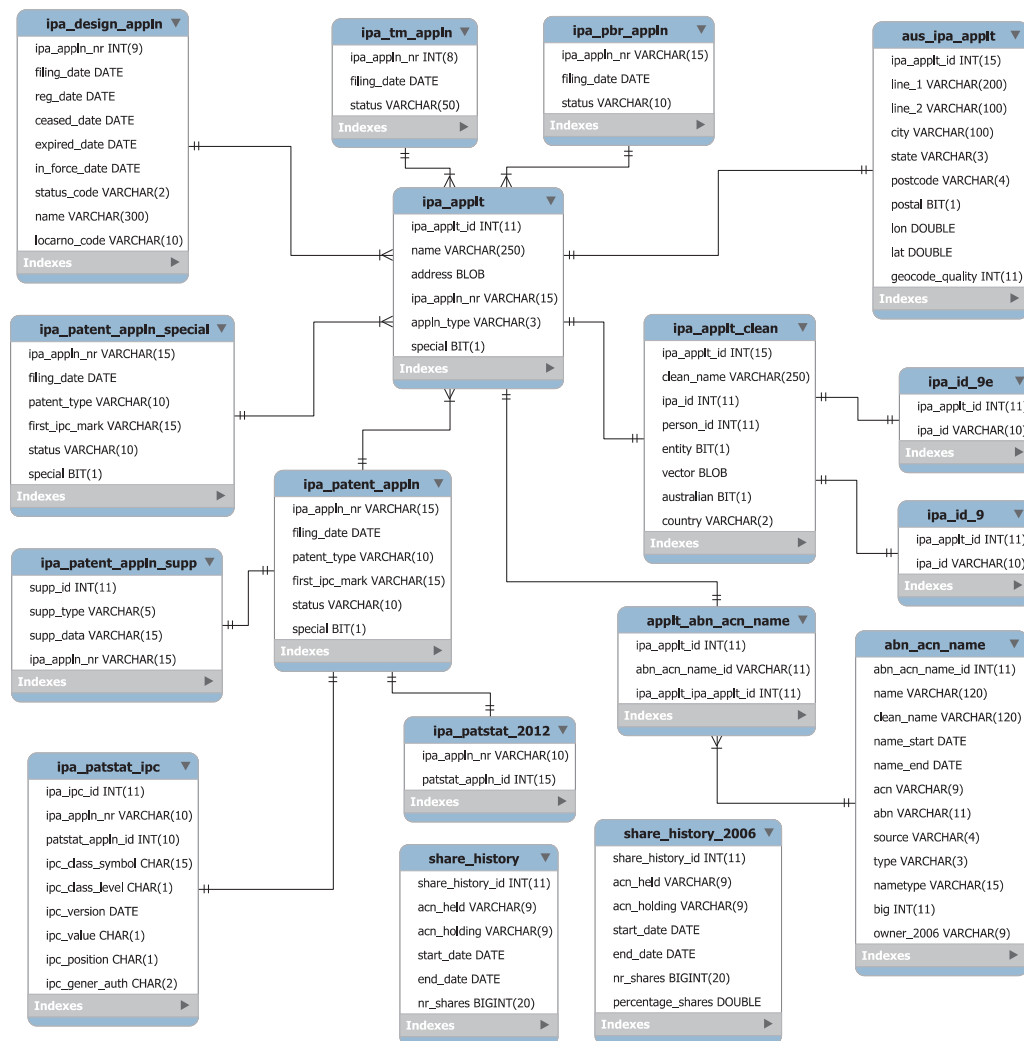 ipa_design_appln
ipa_appln_nr INT(9)
filing_date DATE
reg_date DATE
ceased_date DATE
expired_date DATE
in_force_date DATE
status_code VARCHAR(2)
name VARCHAR(300)
locarno_code VARCHAR(10)
Indexes
ipa_tm_appln
ipa_appln_nr INT(8)
filing_date DATE
status VARCHAR(50)
Indexes
ipa_pbr_appln
ipa_appln_nr VARCHAR(15)
filing_date DATE
status VARCHAR(10)
Indexes
aus_ipa_applt
ipa_applt_id INT(15)
line_1 VARCHAR(200)
line_2 VARCHAR(100)
city VARCHAR(100)
state VARCHAR(3)
postcode VARCHAR(4)
postal BIT(1)
lon DOUBLE
lat DOUBLE
geocode_quality INT(11)
Indexes
ipa_applt
ipa_applt_id INT(11)
name VARCHAR(250)
address BLOB
ipa_appln_nr VARCHAR(15)
appln_type VARCHAR(3)
special BIT(1)
Indexes
ipa_patent_appln_special
ipa_appln_nr VARCHAR(15)
filing_date DATE
patent_type VARCHAR(10)
first_ipc_mark VARCHAR(15)
status VARCHAR(10)
special BIT(1)
Indexes
ipa_applt_clean
ipa_applt_id INT(15)
clean_name VARCHAR(250)
ipa_id INT(11)
person_id INT(11)
entity BIT(1)
vector BLOB
australian BIT(1)
country VARCHAR(2)
Indexes
ipa_id_9e
ipa_applt_id INT(11)
ipa_id VARCHAR(10)
Indexes
ipa_patent_appln
ipa_appln_nr VARCHAR(15)
filing_date DATE
patent_type VARCHAR(10)
first_ipc_mark VARCHAR(15)
status VARCHAR(10)
special BIT(1)
Indexes
ipa_id_9
ipa_applt_id INT(11)
ipa_id VARCHAR(10)
Indexes
ipa_patent_appln_supp
supp_id INT(11)
supp_type VARCHAR(5)
supp_data VARCHAR(15)
ipa_appln_nr VARCHAR(15)
Indexes
applt_abn_acn_name
ipa_applt_id INT(11)
abn_acn_name_id VARCHAR(11)
ipa_applt_ipa_applt_id INT(11)
Indexes
abn_acn_name
abn_acn_name_id INT(11)
name VARCHAR(120)
clean_name VARCHAR(120)
name_start DATE
name_end DATE
acn VARCHAR(9)
abn VARCHAR(11)
source VARCHAR(4)
type VARCHAR(3)
nametype VARCHAR(15)
big INT(11)
owner_2006 VARCHAR(9)
Indexes
ipa_patstat_2012
ipa_appln_nr VARCHAR(10)
patstat_appln_id INT(15)
Indexes
ipa_patstat_ipc
ipa_ipc_id INT(11)
ipa_appln_nr VARCHAR(10)
patstat_appln_id INT(10)
ipc_class_symbol CHAR(15)
ipc_class_level CHAR(1)
ipc_version DATE
ipc_value CHAR(1)
ipc_position CHAR(1)
ipc_gener_auth CHAR(2)
Indexes
share_history
share_history_id INT(11)
acn_held VARCHAR(9)
acn_holding VARCHAR(9)
start_date DATE
end_date DATE
nr_shares BIGINT(20)
Indexes
share_history_2006
share_history_id INT(11)
acn_held VARCHAR(9)
acn_holding VARCHAR(9)
start_date DATE
end_date DATE
nr_shares BIGINT(20)
percentage_shares DOUBLE
Indexes